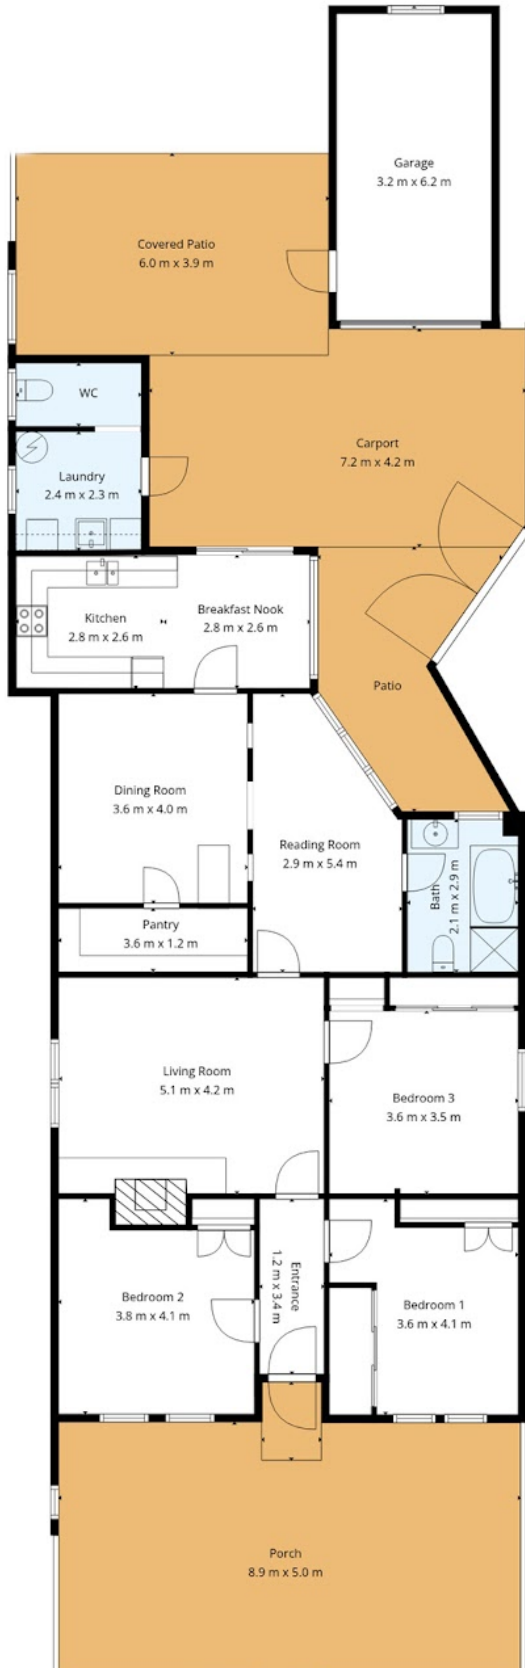 Garage
3.2 m x 6.2 m
Covered Patio
6.0 m x 3.9 m
WC
Carport
7.2 m x 4.2 m
Laundry
2.4 m x 2.3 m
Kitchen
2.8 m x 2.6 m
Breakfast Nook
2.8 m x 2.6 m
Patio
Dining Room
3.6 m x 4.0 m
Reading Room
2.9 m x 5.4 m
Bath
2.1 m x 2.9 m
Pantry
3.6 m x 1.2 m
Living Room
5.1 m x 4.2 m
Bedroom 3
3.6 m x 3.5 m
Entrance
1.2 m x 3.4 m
Bedroom 2
3.8 m x 4.1 m
Bedroom 1
3.6 m x 4.1 m
Porch
8.9 m x 5.0 m